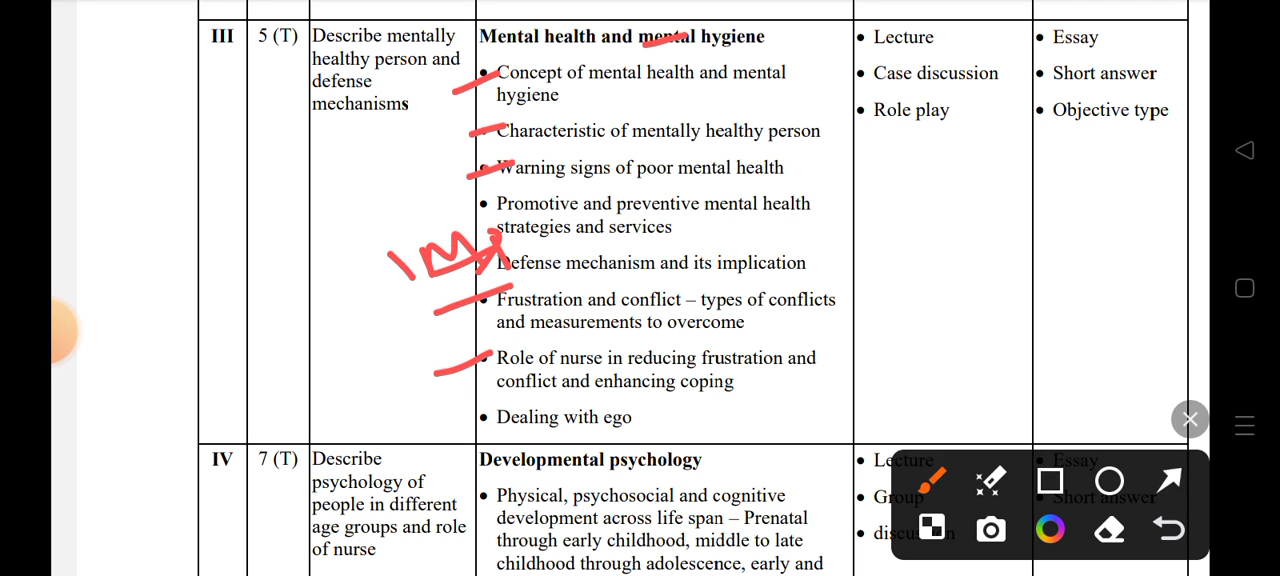 III
5 (T)
Describe mentally
healthy person and
defense
mechanisms
Mental health and mental hygiene
• Concept of mental health and mental
hygiene
• Characteristic of mentally healthy person
• Warning signs of poor mental health
• Promotive and preventive mental health
strategies and services
Defense mechanism and its implication
• Frustration and conflict – types of conflicts
and measurements to overcome
• Role of nurse in reducing frustration and
conflict and enhancing coping
• Dealing with ego
• Lecture
• Case discussion
• Role play
• Essay
• Short answer
• Objective type
IMP
IV
7 (T)
Describe
psychology of
people in different
age groups and role
of nurse
Developmental psychology
• Physical, psychosocial and cognitive
development across life span – Prenatal
through early childhood, middle to late
childhood through adolescence, early and
• Lecture
• Group
• discussion
• Essay
• Short answer